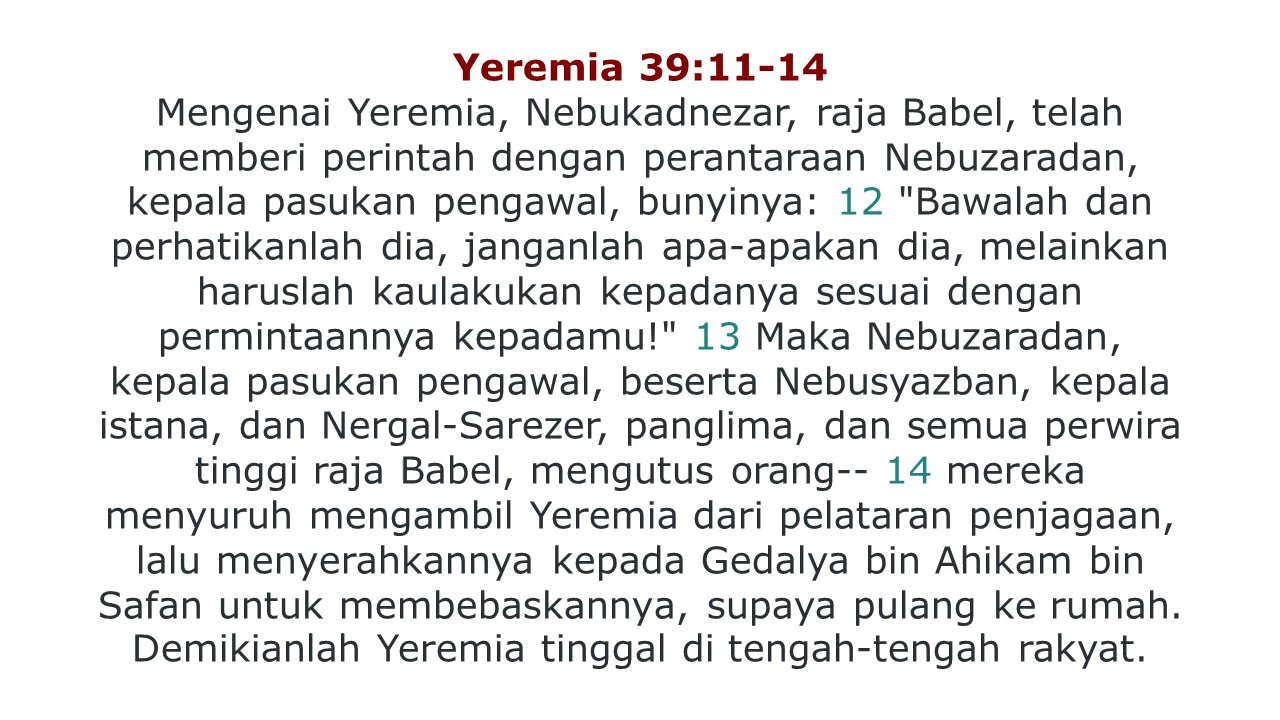 Yeremia 39:11-14
Mengenai Yeremia, Nebukadnezar, raja Babel, telah
memberi perintah dengan perantaraan Nebuzaradan,
kepala pasukan pengawal, bunyinya: 12 "Bawalah dan
perhatikanlah dia, janganlah apa-apakan dia, melainkan
haruslah kaulakukan kepadanya sesuai dengan
permintaannya kepadamu!" 13 Maka Nebuzaradan,
kepala pasukan pengawal, beserta Nebusyazban, kepala
istana, dan Nergal-Sarezer, panglima, dan semua perwira
tinggi raja Babel, mengutus orang-- 14 mereka
menyuruh mengambil Yeremia dari pelataran penjagaan,
lalu menyerahkannya kepada Gedalya bin Ahikam bin
Safan untuk membebaskannya, supaya pulang ke rumah.
Demikianlah Yeremia tinggal di tengah-tengah rakyat.